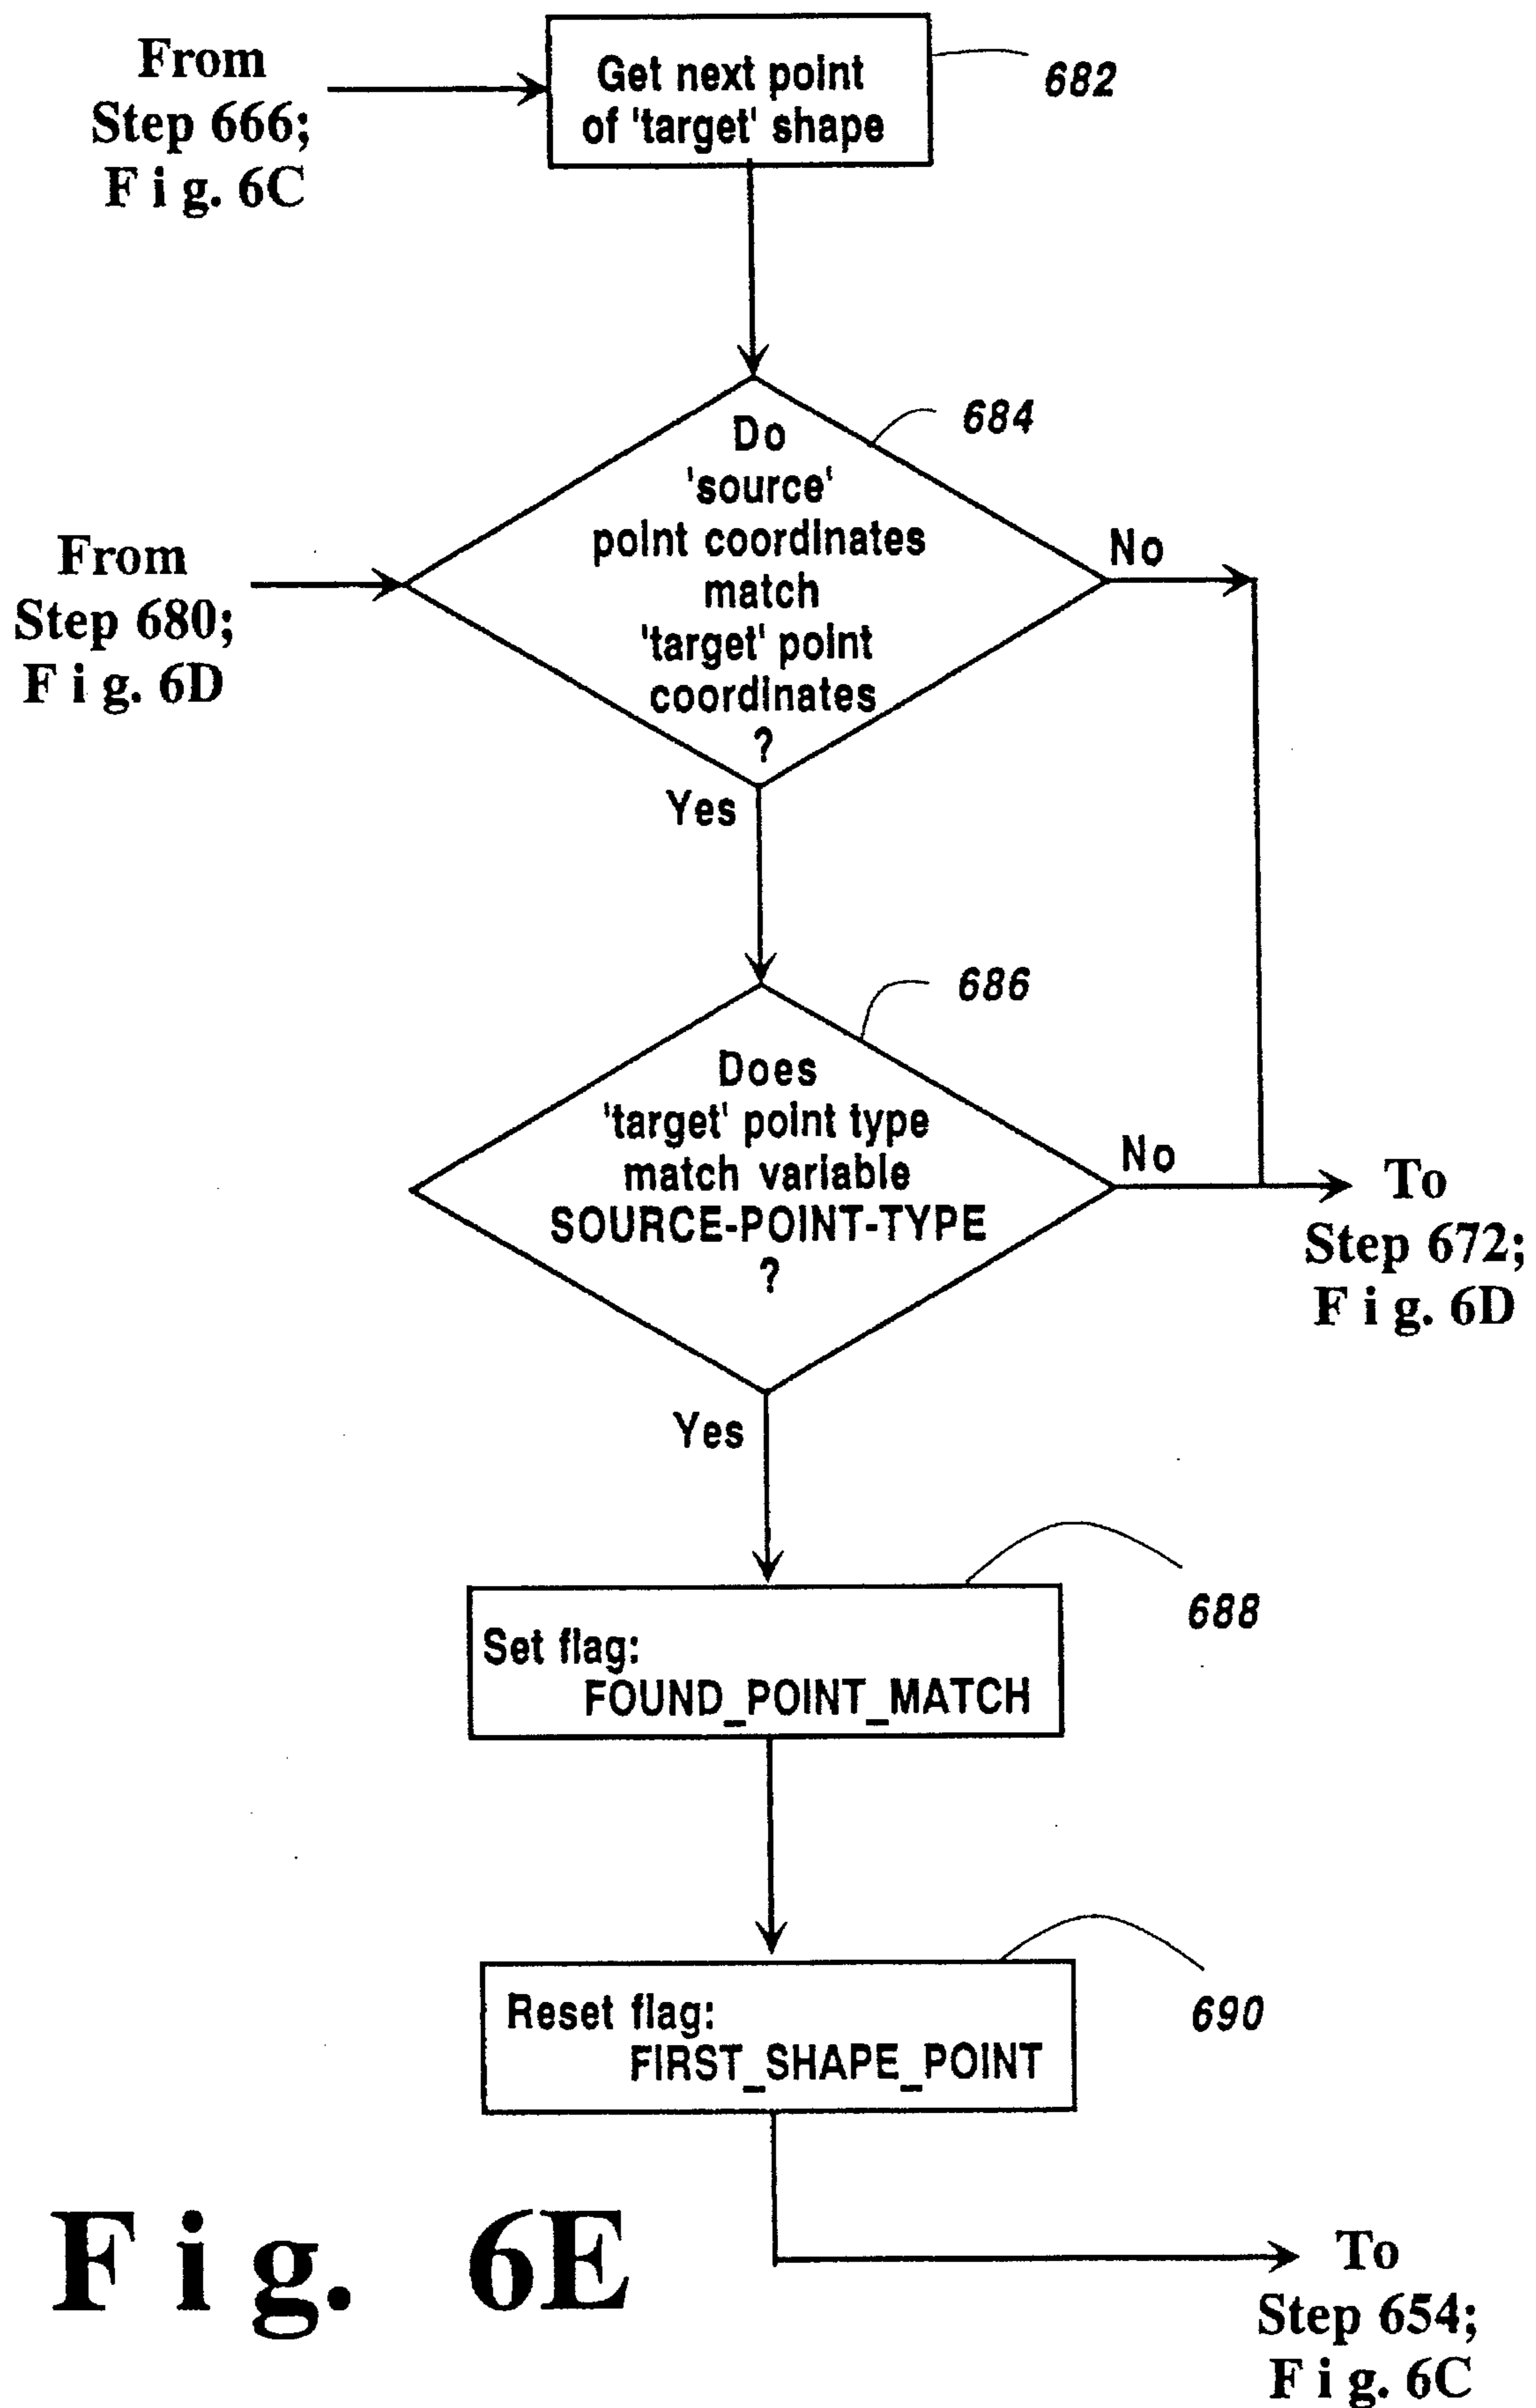 From
Step 666;
Fig. 6C
Get next point
of 'target' shape
682
Do
'source'
point coordinates
match
'target' point
coordinates
?
684
No
From
Step 680;
Fig. 6D
Yes
686
Does
'target' point type
match variable
SOURCE-POINT-TYPE
?
No
To
Step 672;
Fig. 6D
Yes
688
Set flag:
FOUND_POINT_MATCH
690
Reset flag:
FIRST_SHAPE_POINT
Fig. 6E
To
Step 654;
Fig. 6C